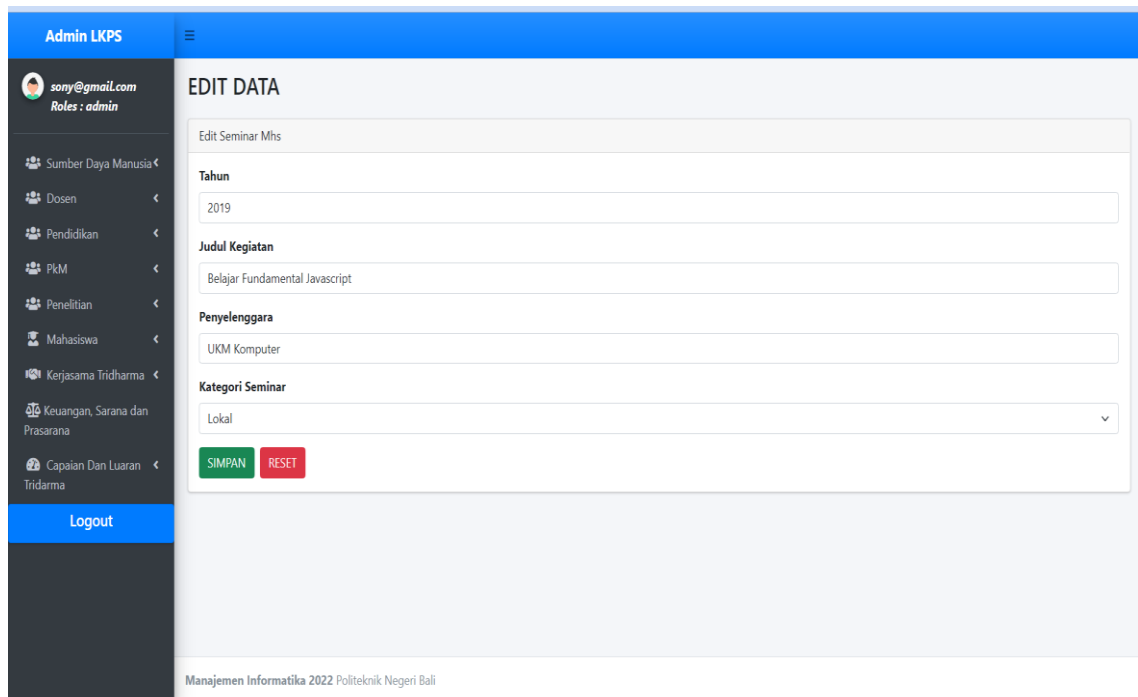 Admin LKPS
sony@gmail.com
Roles : admin
Sumber Daya Manusia
Dosen
Pendidikan
PkM
Penelitian
Mahasiswa
Kerjasama Tridharma
Keuangan, Sarana dan
Prasarana
Capaian Dan Luaran
Tridarma
Logout
EDIT DATA
Edit Seminar Mhs
Tahun
2019
Judul Kegiatan
Belajar Fundamental Javascript
Penyelenggara
UKM Komputer
Kategori Seminar
Lokal
SIMPAN RESET
Manajemen Informatika 2022 Politeknik Negeri Bali